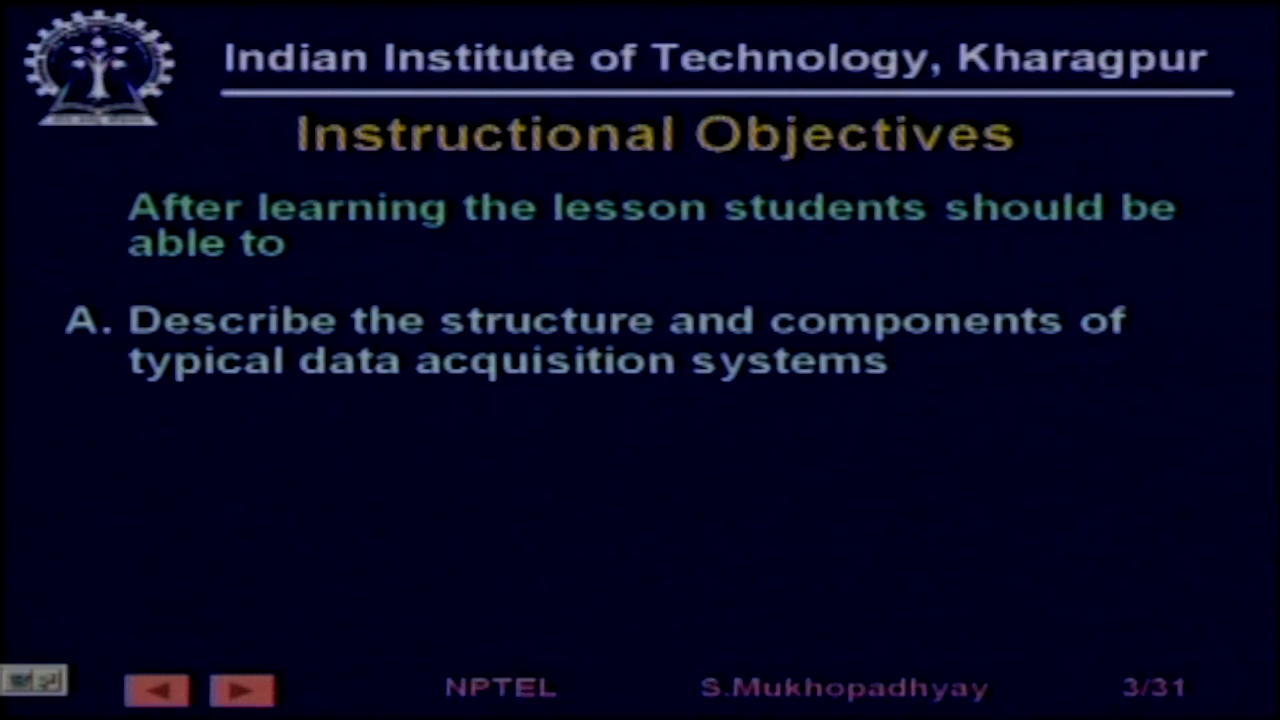 Indian Institute of Technology, Kharagpur
Instructional Objectives
After learning the lesson students should be
able to
A. Describe the structure and components of
typical data acquisition systems
NPTEL S.Mukhopadhyay 3/31